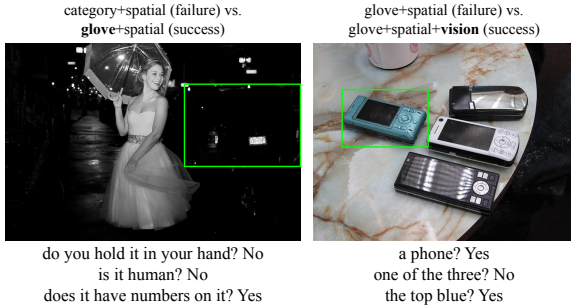 category+spatial (failure) vs.
glove+spatial (success)
do you hold it in your hand? No
is it human? No
does it have numbers on it? Yes
glove+spatial (failure) vs.
glove+spatial+vision (success)
a phone? Yes
one of the three? No
the top blue? Yes